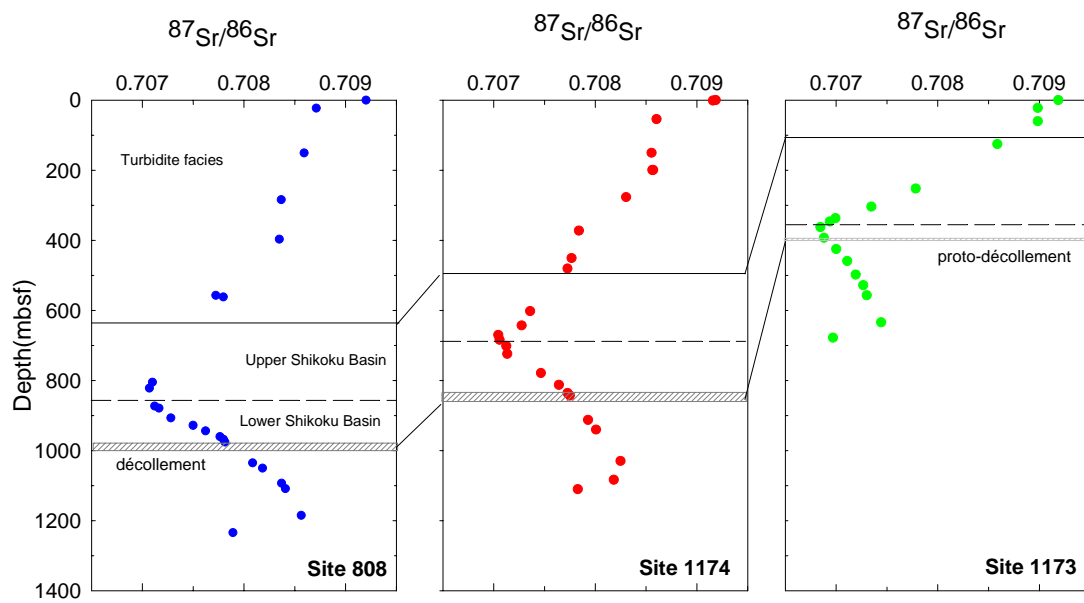 87Sr/86Sr
87Sr/86Sr
87Sr/86Sr
0.707 0.708 0.709
0.707 0.708 0.709
0.707 0.708 0.709
Depth(mbsf)
0
200
400
600
800
1000
1200
1400
Turbidite facies
Upper Shikoku Basin
Lower Shikoku Basin
décollement
Site 808
Site 1174
proto-décollement
Site 1173